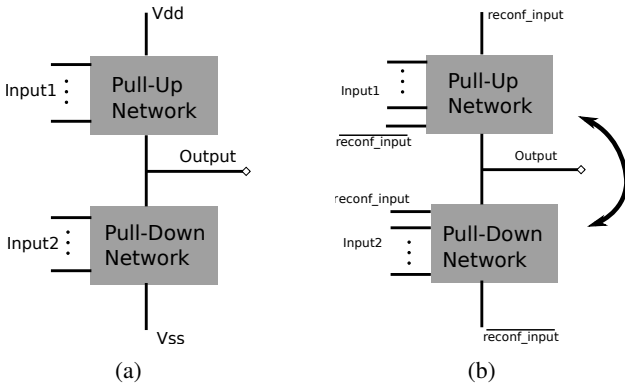 Vdd
Pull-Up
Network
Input1
Output
Pull-Down
Network
Input2
Vss
(a)
reconf_input
Pull-Up
Network
Input1
reconf_input
Output
reconf_input
Pull-Down
Network
Input2
reconf_input
(b)